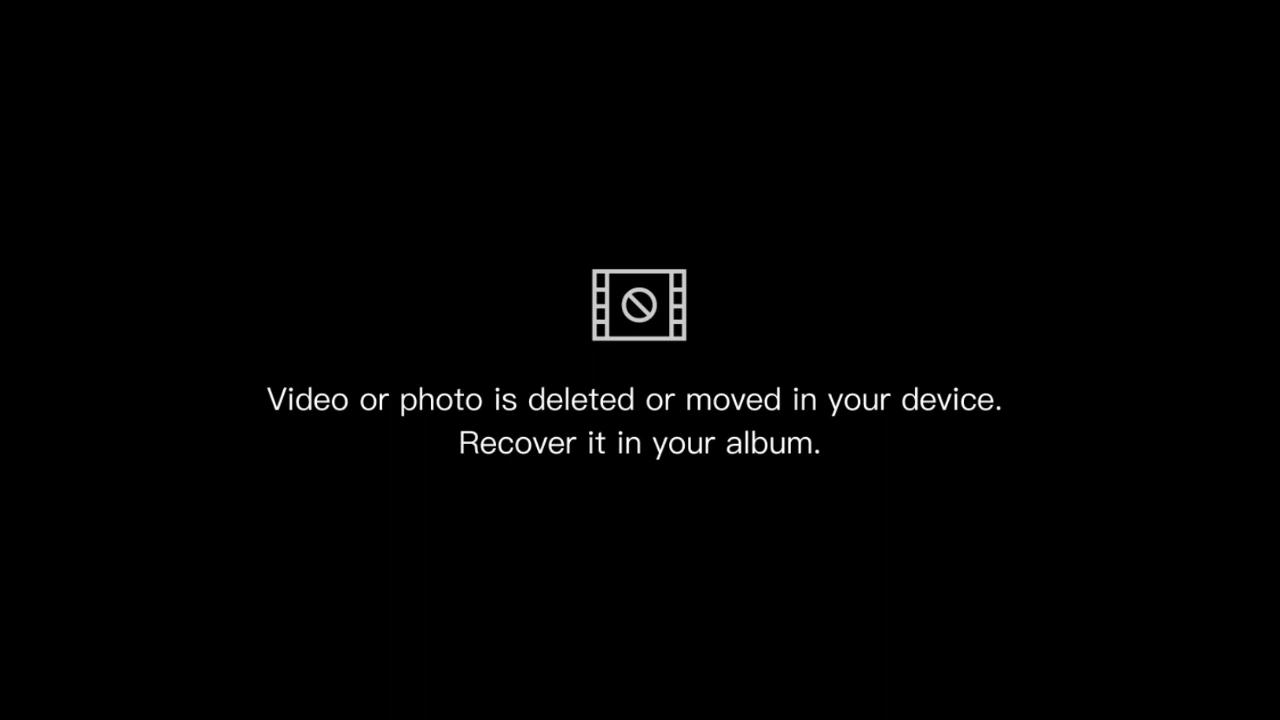 Video or photo is deleted or moved in your device.
Recover it in your album.